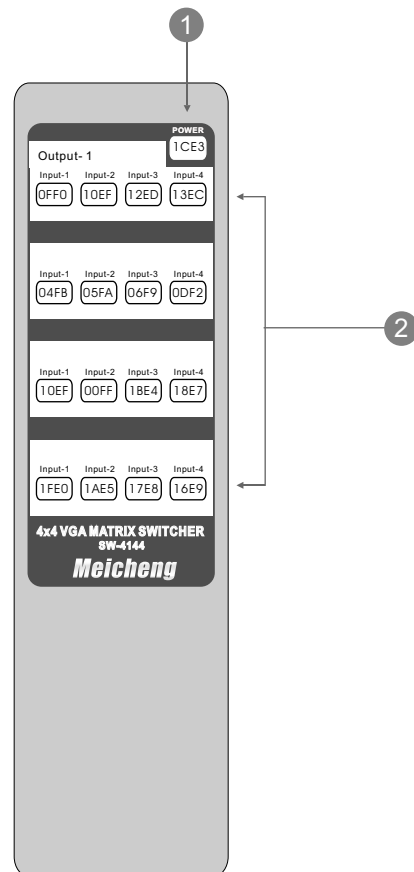 1
POWER
1CE3
Output- 1
Input-1 Input-2 Input-3 Input-4
0FF0 10EF 12ED 13EC
Input-1 Input-2 Input-3 Input-4
04FB 05FA 06F9 0DF2
2
Input-1 Input-2 Input-3 Input-4
10EF 00FF 1BE4 18E7
Input-1 Input-2 Input-3 Input-4
1FE0 1AE5 17E8 16E9
4x4 VGA MATRIX SWITCHER
SW-4144
Meicheng